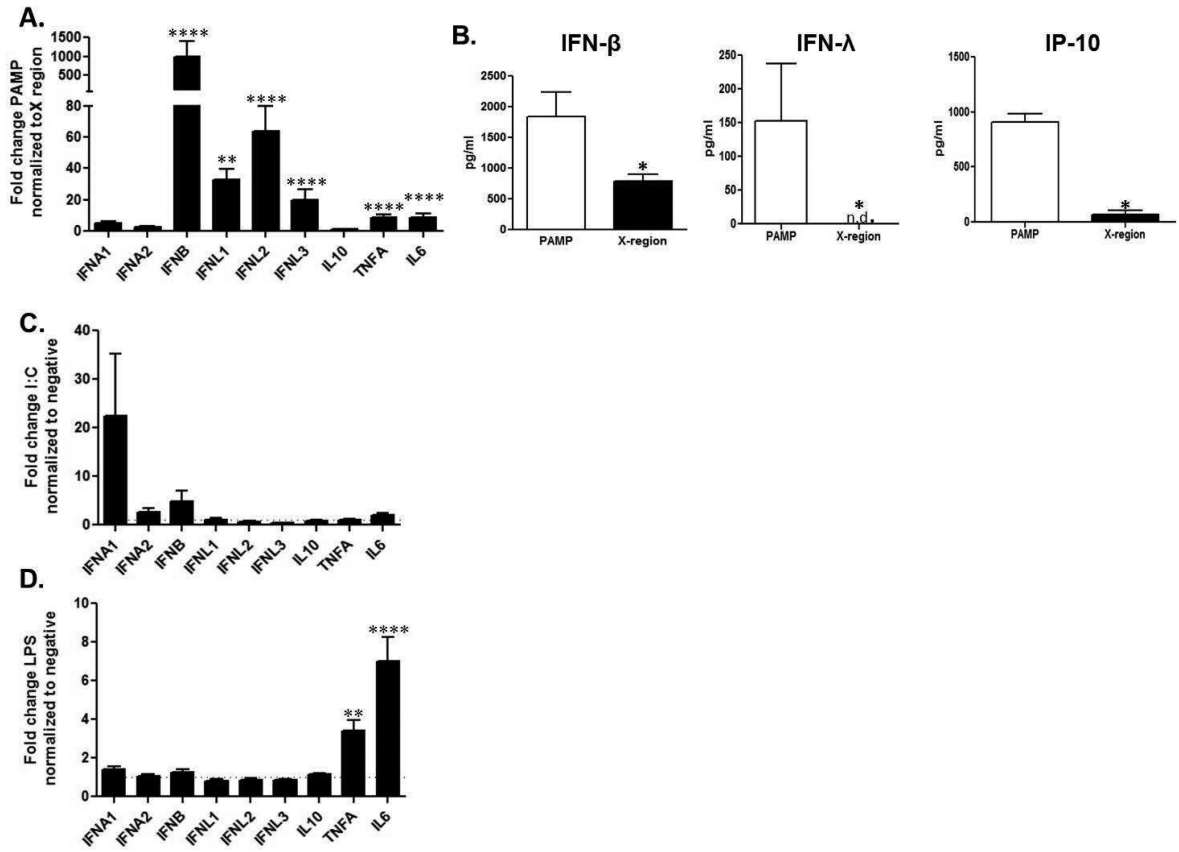 A.
Fold change PAMP
normalized toX region
1500
1000
500
80
60
40
20
0
****
**
****
****
****
****
IFNA1
IFNA2
IFNB
IFNL1
IFNL2
IFNL3
IL10
TNFA
IL6
B.
IFN-β
pg/ml
2500
2000
1500
1000
500
0
*
PAMP
X-region
IFN-λ
pg/ml
250
200
150
100
50
0
*
n.d.
PAMP
X-region
IP-10
pg/ml
1500
1000
500
0
*
PAMP
X-region
C.
Fold change I:C
normalized to negative
40
30
20
10
0
IFNA1
IFNA2
IFNB
IFNL1
IFNL2
IFNL3
IL10
TNFA
IL6
D.
Fold change LPS
normalized to negative
10
8
6
4
2
0
**
****
IFNA1
IFNA2
IFNB
IFNL1
IFNL2
IFNL3
IL10
TNFA
IL6